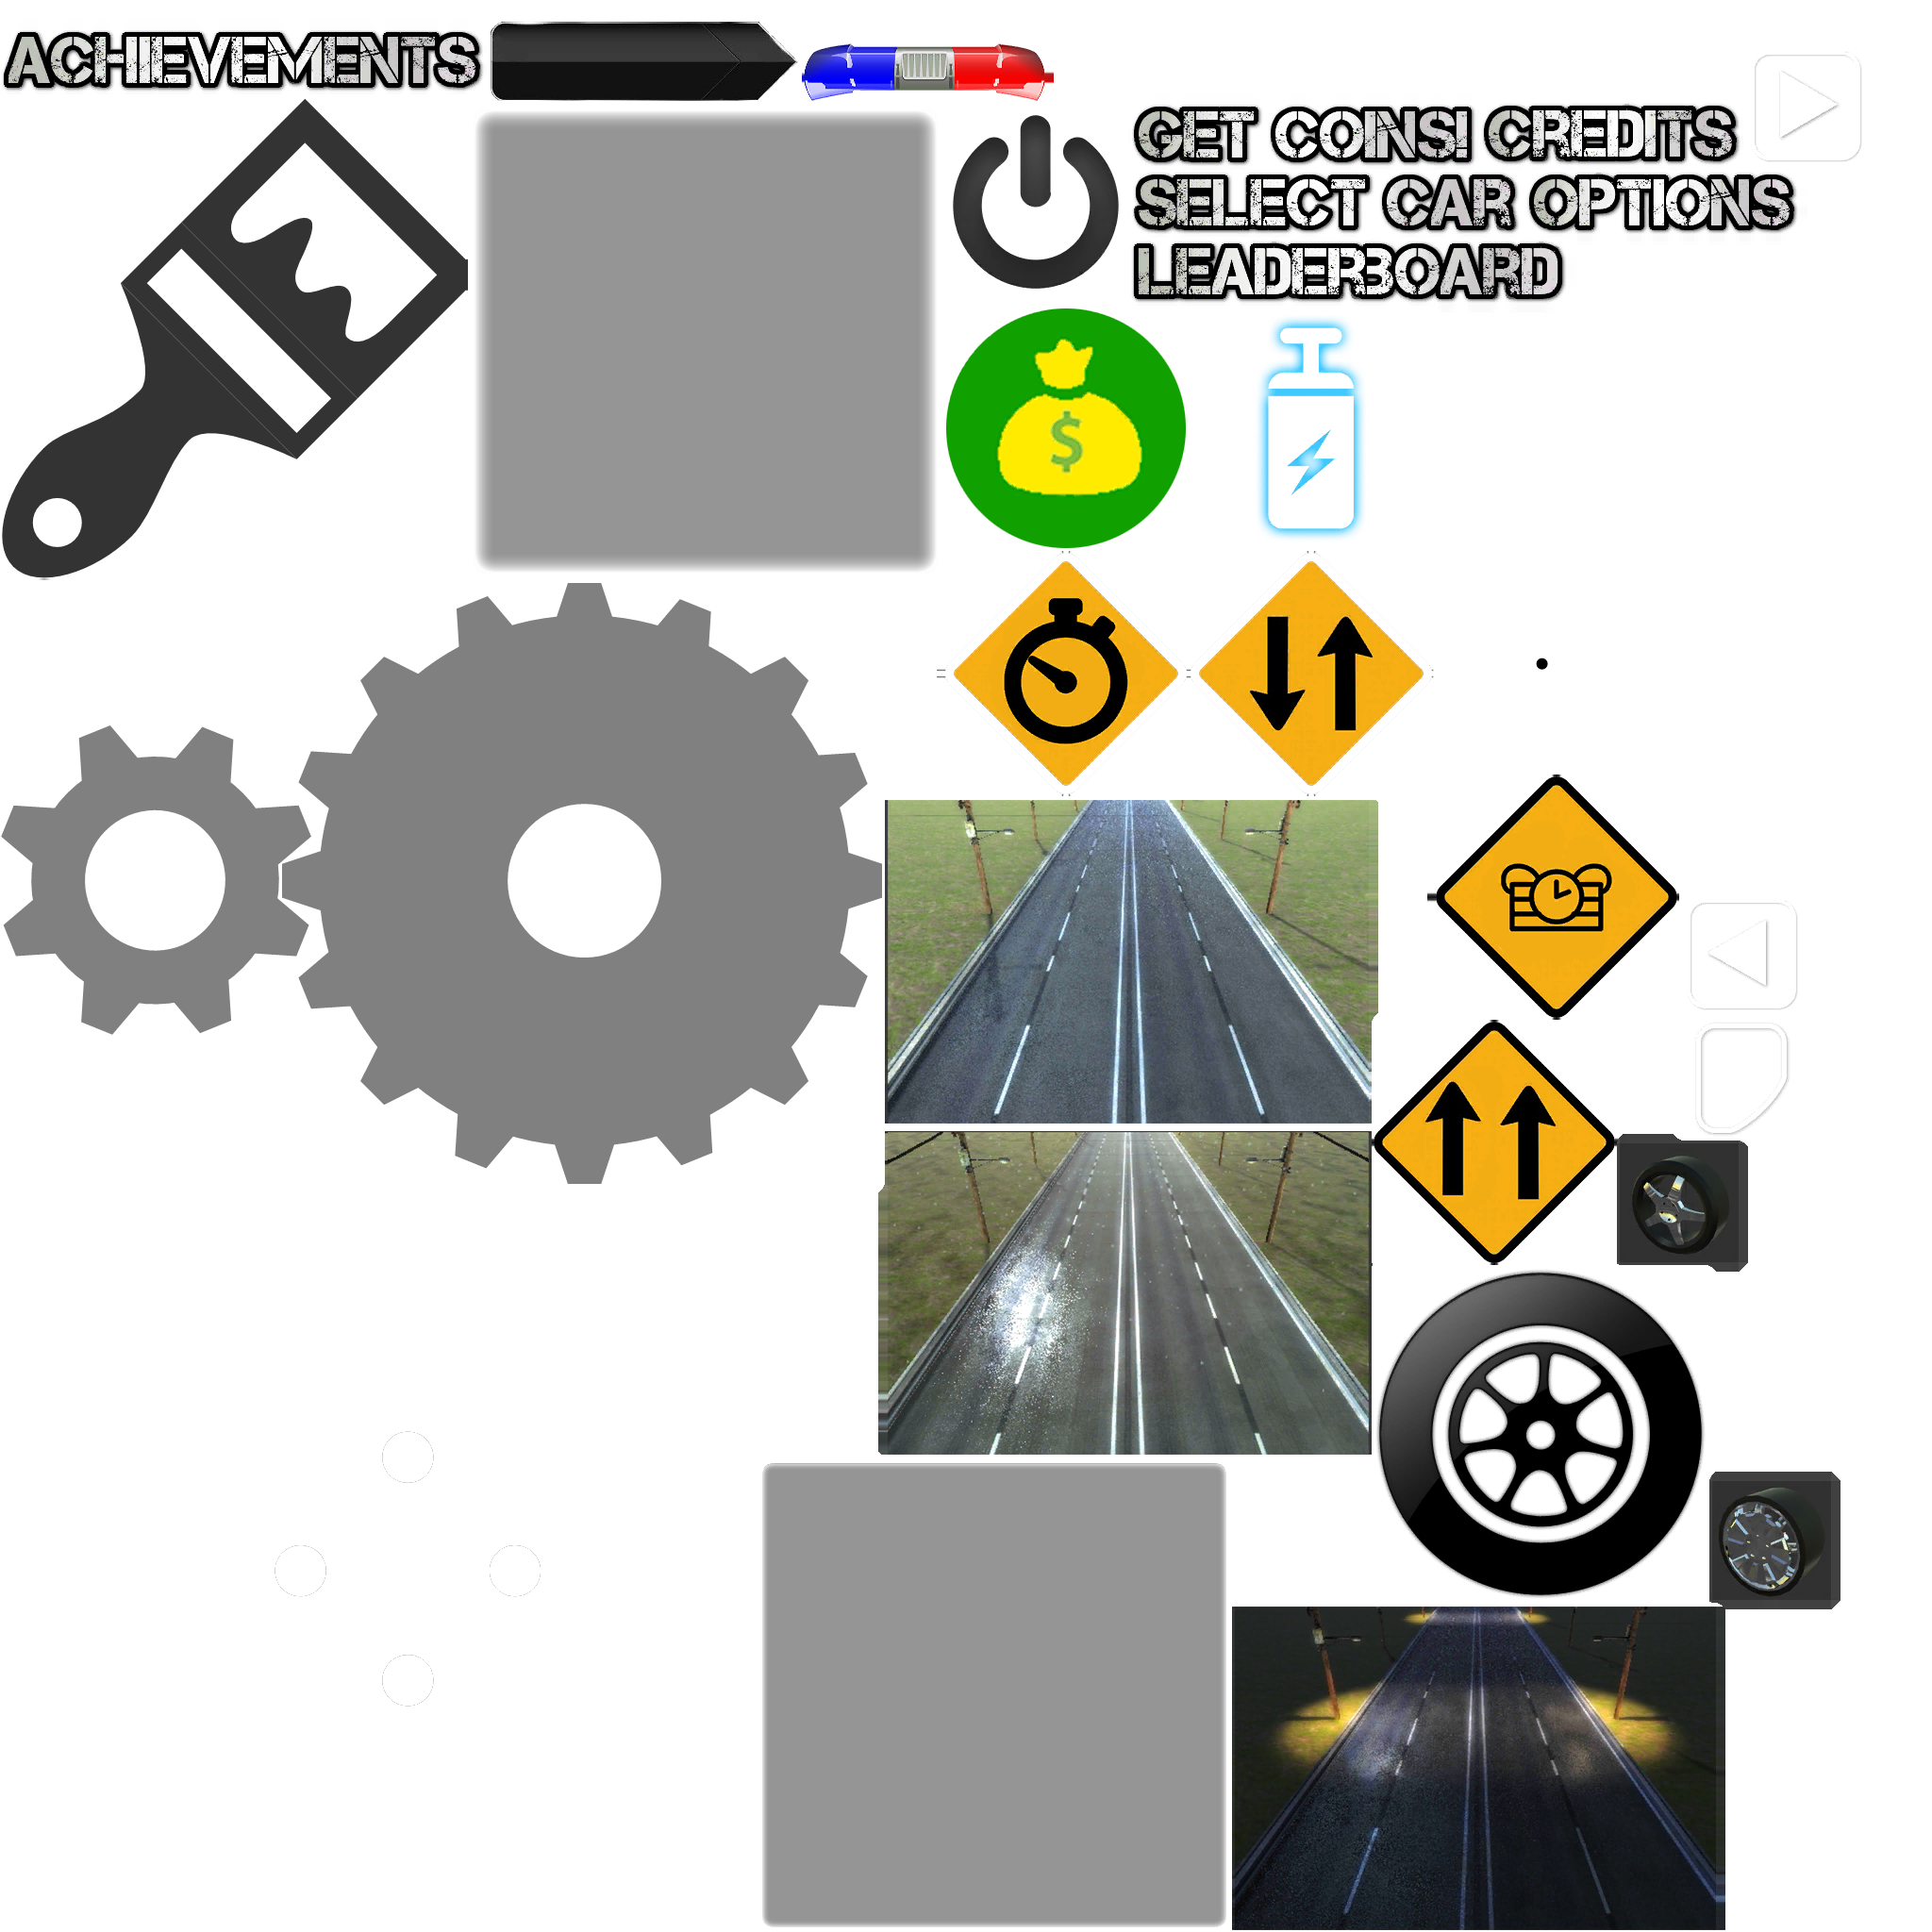 ACHIEVEMENTS
GET COINS! CREDITS
SELECT CAR OPTIONS
LEADERBOARD
$